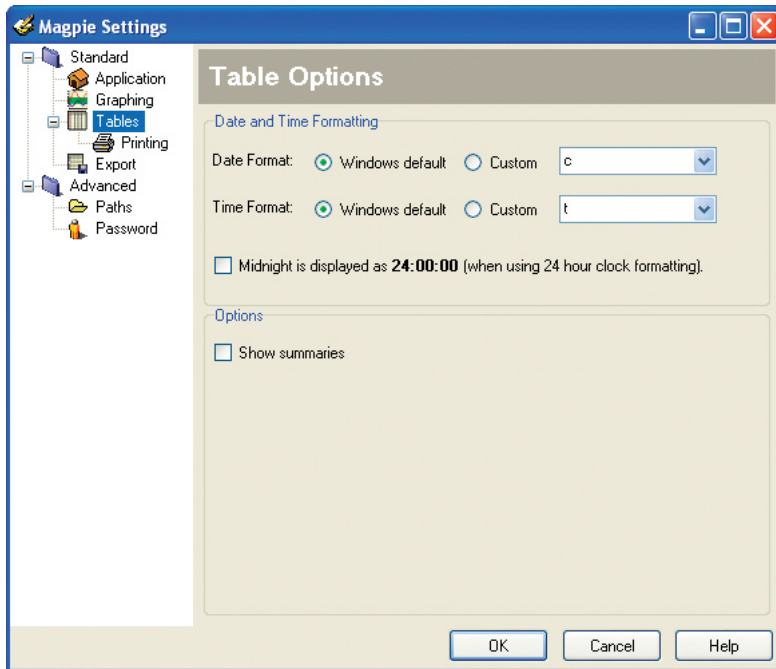 Magpie Settings
Standard
Application
Graphing
Tables
Printing
Export
Advanced
Paths
Password
Table Options
Date and Time Formatting
Date Format: Windows default Custom c
Time Format: Windows default Custom t
Midnight is displayed as 24:00:00 (when using 24 hour clock formatting).
Options
Show summaries
OK Cancel Help